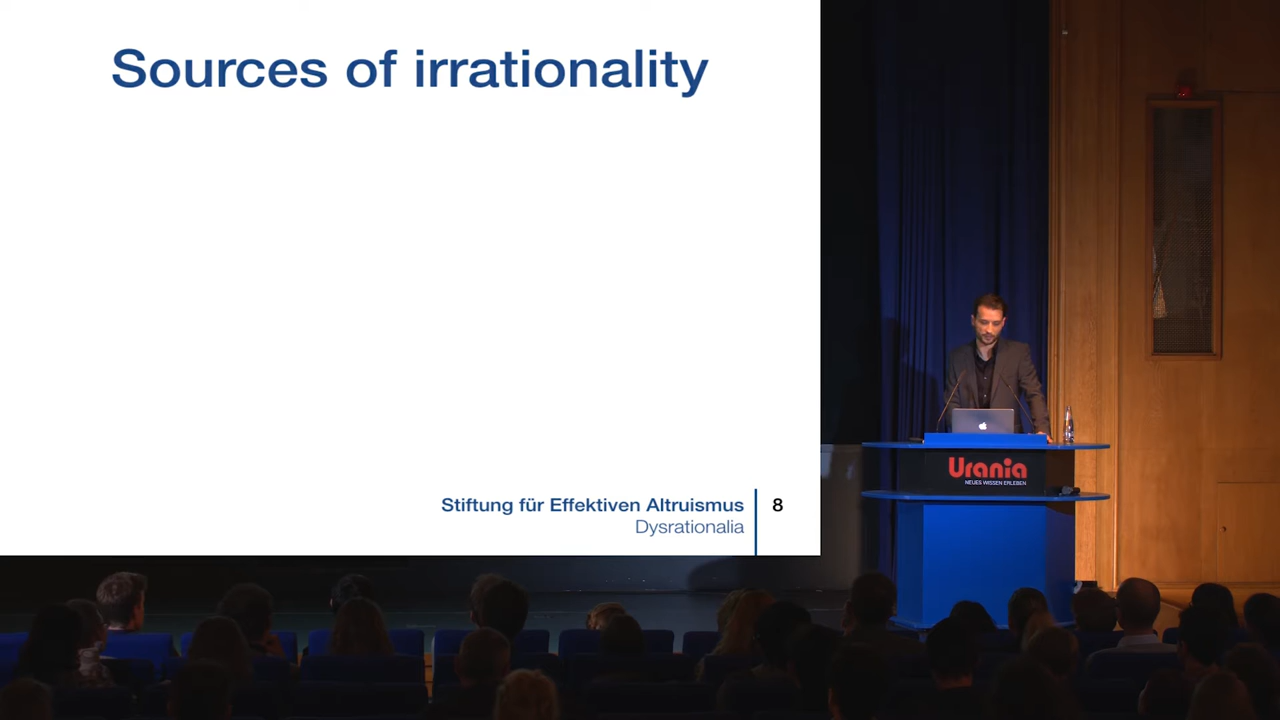 Sources of irrationality
Stiftung für Effektiven Altruismus
Dysrationalia
8
Urania
NEUES WISSEN ERLEBEN